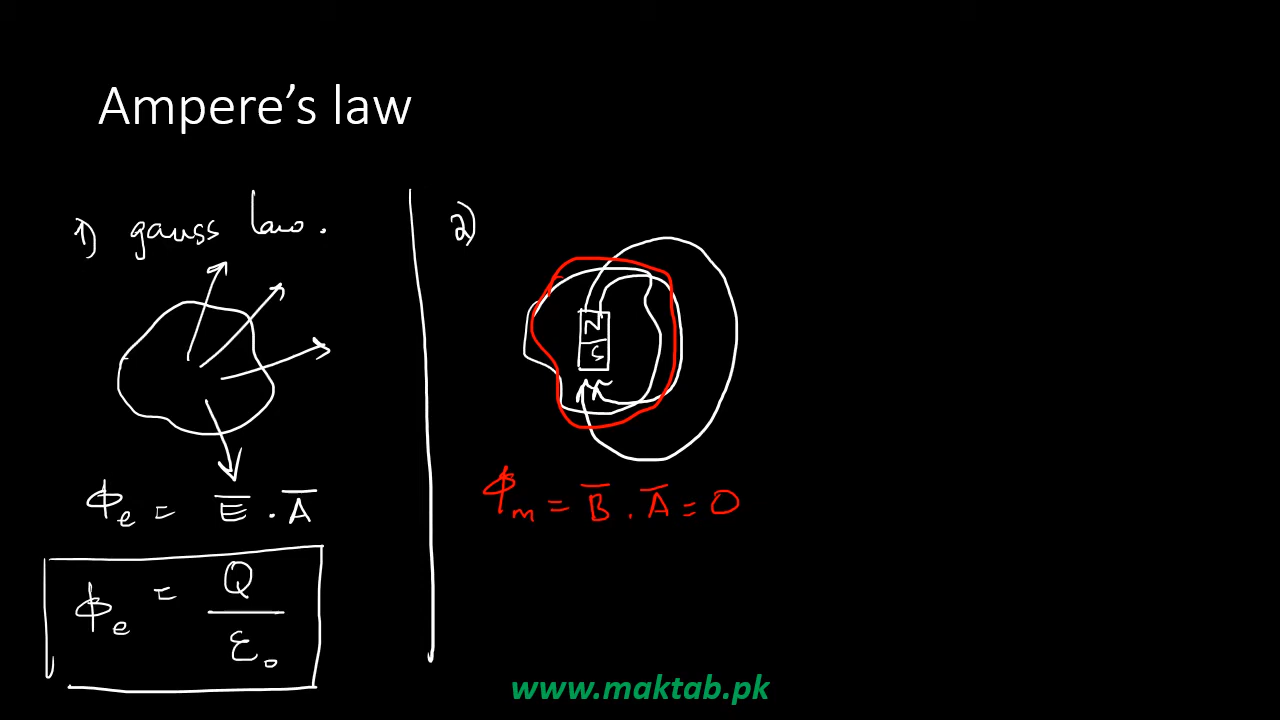 Ampere's law
1) gauss law.
ϕe = E̅ . A̅
ϕe = Q/ε₀
2)
N
S
ϕm = B̅ . A̅ = 0
www.maktab.pk